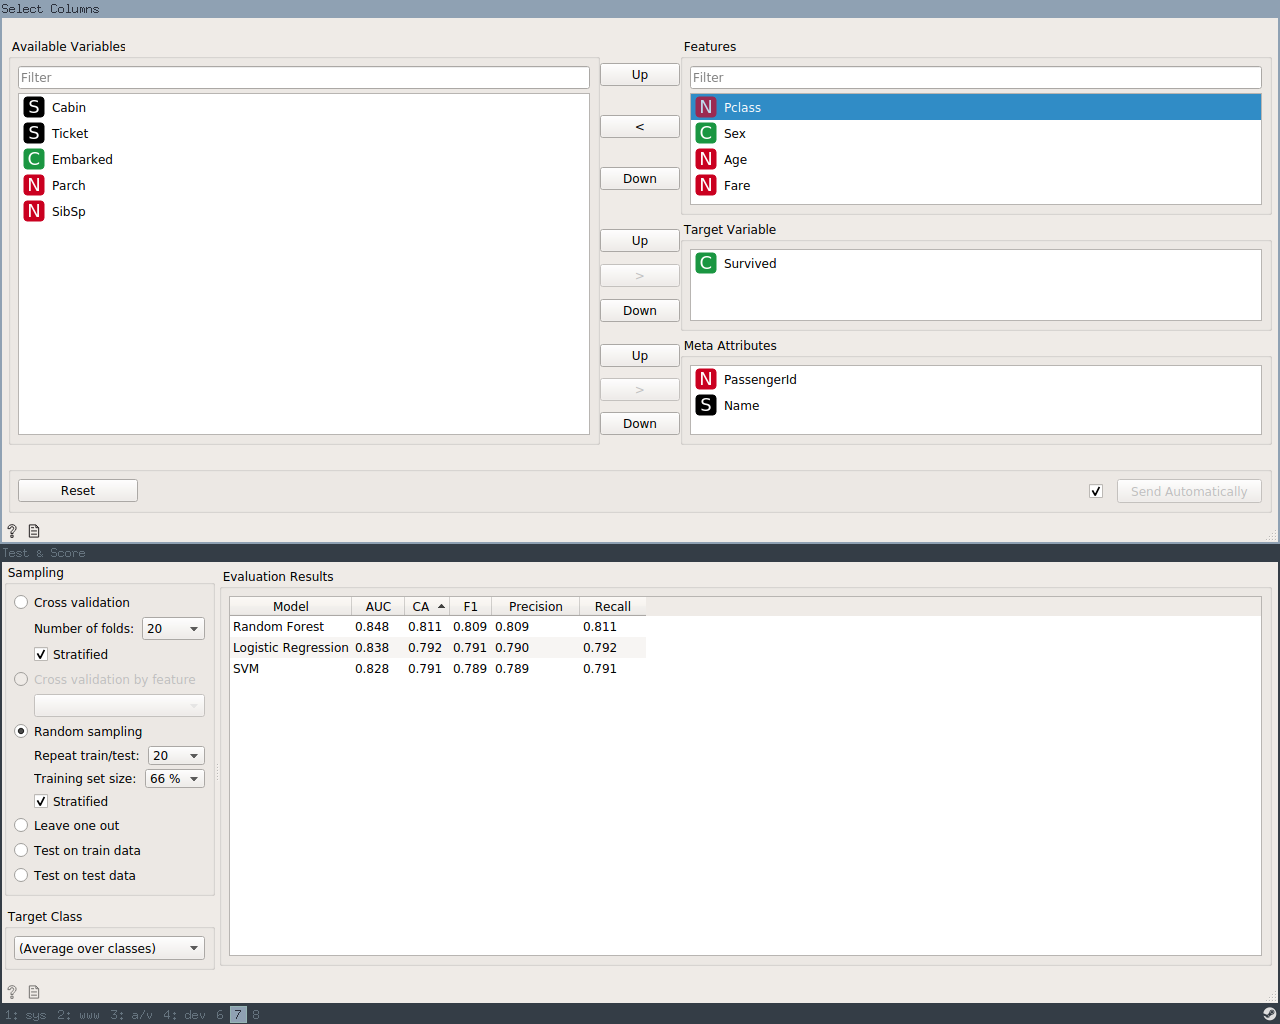 Select Columns
Available Variables
Filter
S Cabin
S Ticket
C Embarked
N Parch
N SibSp
Up
<
Down
Up
>
Down
Up
>
Down
Features
Filter
N Pclass
C Sex
N Age
N Fare
Target Variable
C Survived
Meta Attributes
N PassengerId
S Name
Reset
Send Automatically
?
Test & Score
Sampling
Cross validation
Number of folds: 20
Stratified
Cross validation by feature
Random sampling
Repeat train/test: 20
Training set size: 66 %
Stratified
Leave one out
Test on train data
Test on test data
Target Class
(Average over classes)
Evaluation Results
Model AUC CA F1 Precision Recall
Random Forest 0.848 0.811 0.809 0.809 0.811
Logistic Regression 0.838 0.792 0.791 0.790 0.792
SVM 0.828 0.791 0.789 0.789 0.791
?
1: sys 2: www 3: a/v 4: dev 6 7 8